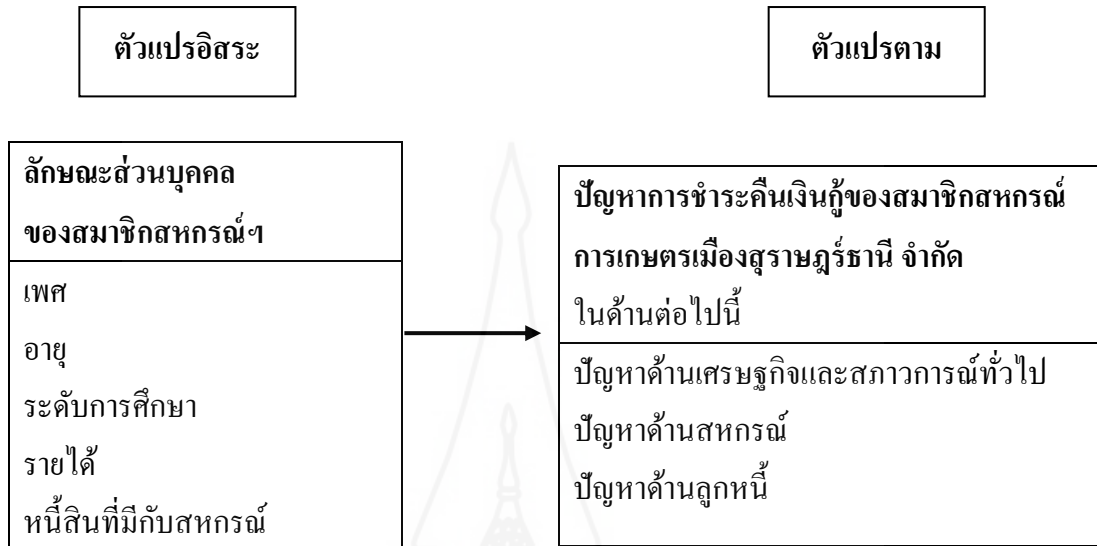 ตัวแปรอิสระ
ตัวแปรตาม
ลักษณะส่วนบุคคล
ของสมาชิกสหกรณ์ฯ
เพศ
อายุ
ระดับการศึกษา
รายได้
หนี้สินที่มีกับสหกรณ์
ปัญหาการชำระคืนเงินกู้ของสมาชิกสหกรณ์
การเกษตรเมืองสุราษฎร์ธานี จำกัด
ในด้านต่อไปนี้
ปัญหาด้านเศรษฐกิจและสภาวการณ์ทั่วไป
ปัญหาด้านสหกรณ์
ปัญหาด้านลูกหนี้